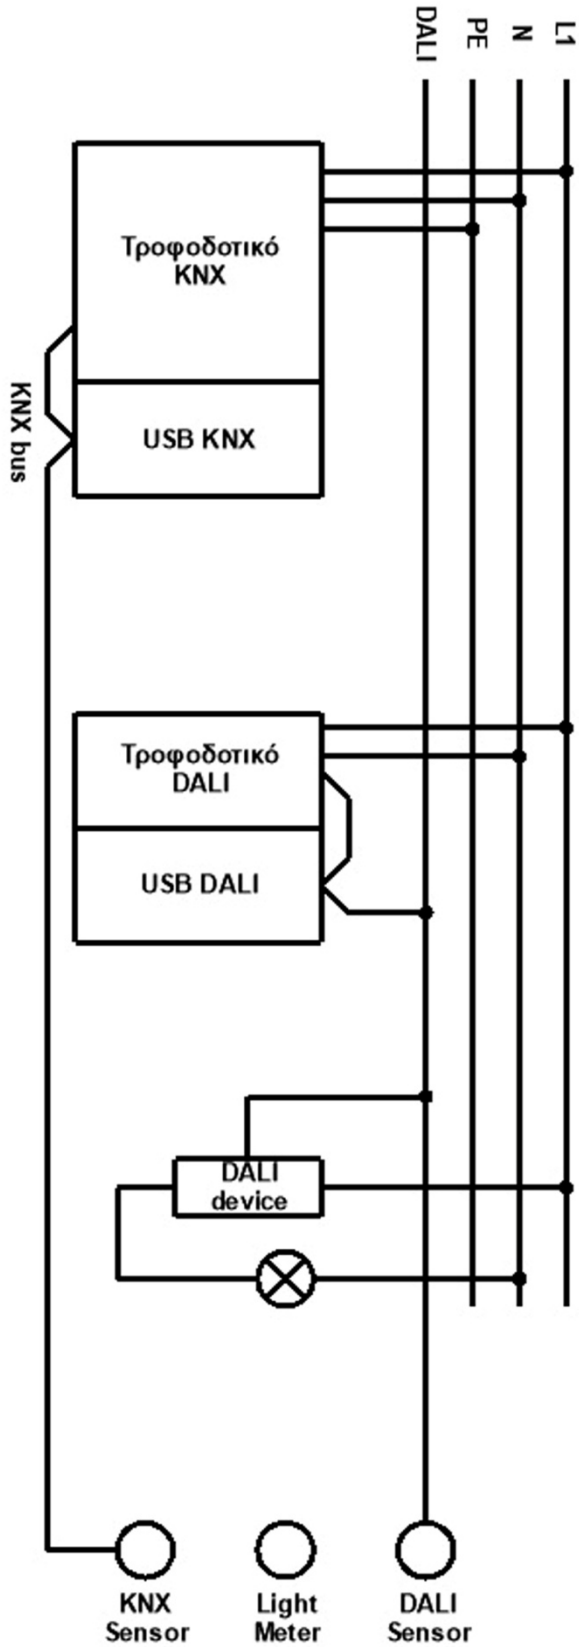 DALI
PE
N
L1
Τροφοδοτικό
KNX
USB KNX
KNX bus
Τροφοδοτικό
DALI
USB DALI
DALI
device
KNX
Sensor
Light
Meter
DALI
Sensor